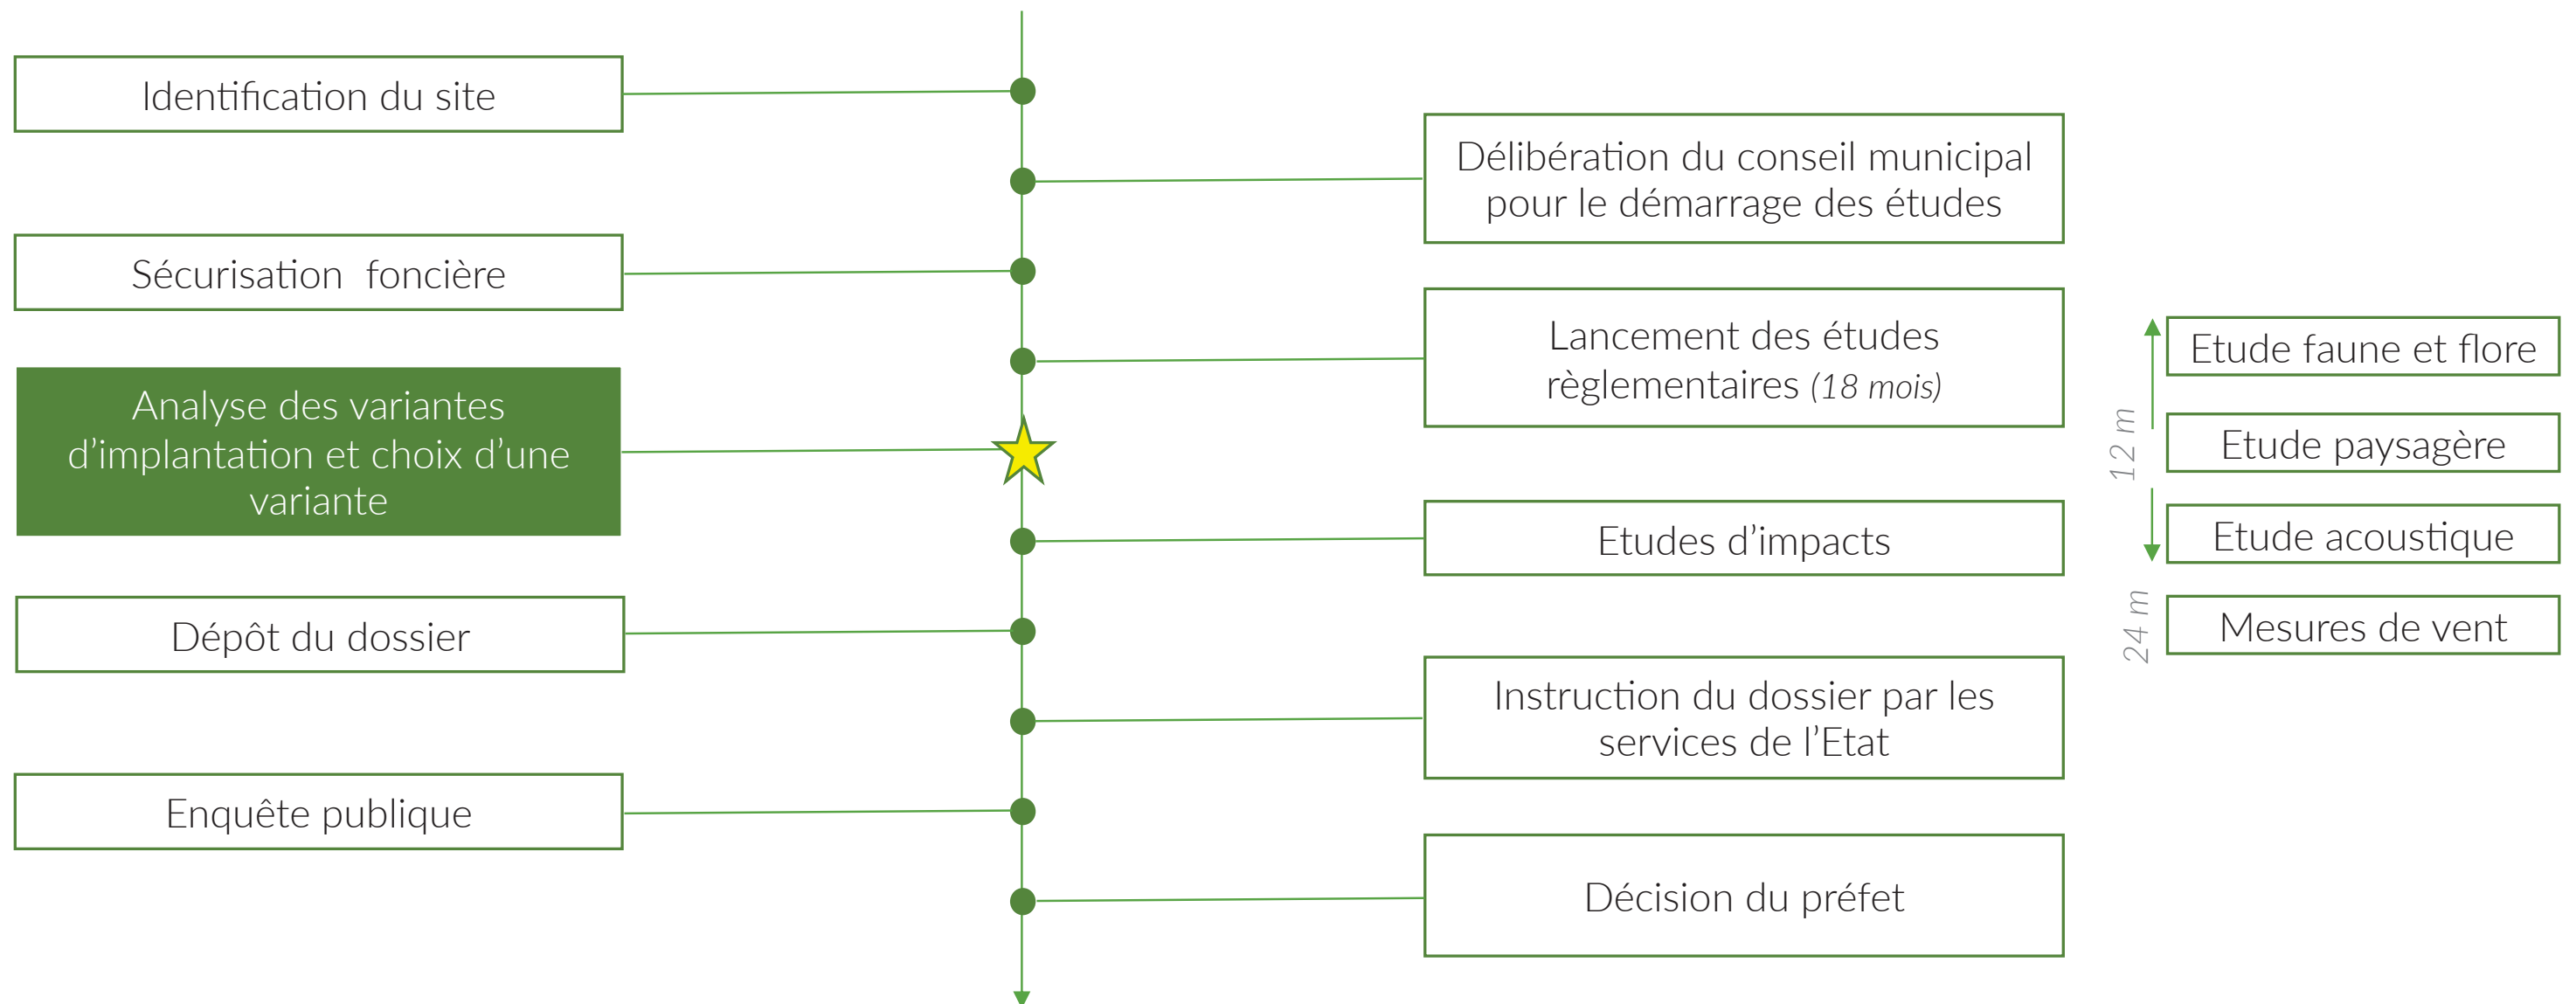 Identification du site
Délibération du conseil municipal
pour le démarrage des études
Sécurisation foncière
Lancement des études
règlementaires (18 mois)
Analyse des variantes
d’implantation et choix d’une
variante
Etudes d’impacts
Dépôt du dossier
Instruction du dossier par les
services de l’Etat
Enquête publique
Décision du préfet
12 m
Etude faune et flore
Etude paysagère
Etude acoustique
24 m
Mesures de vent